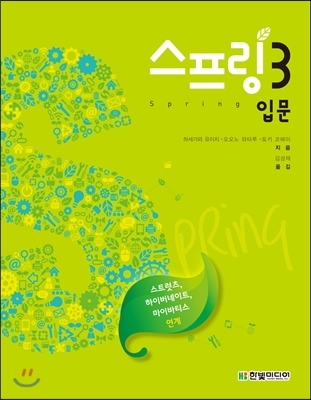 스프링3
Spring
입문
하세가와 유이치 · 오오노 와타루 · 토키 코헤이
지음
김성재
옮김
SPRING
스트럿츠,
하이버네이트,
마이바티스
연계
한빛미디어